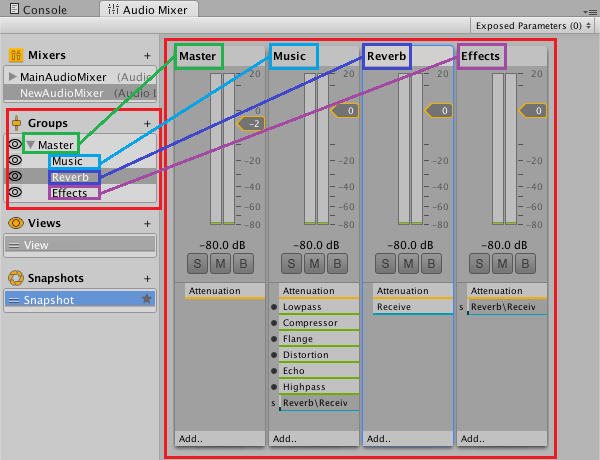 Console
Audio Mixer
Exposed Parameters (0)
Mixers +
MainAudioMixer (Audio
NewAudioMixer (Audio L
Groups +
Master
Music
Reverb
Effects
Views +
View
Snapshots +
Snapshot
Master
20
0
-2
-20
-40
-60
-80
-80.0 dB
S M B
Attenuation
Add..
Music
20
0
-20
-40
-60
-80
-80.0 dB
S M B
Attenuation
Lowpass
Compressor
Flange
Distortion
Echo
Highpass
s Reverb\Receiv
Add..
Reverb
20
0
-20
-40
-60
-80
-80.0 dB
S M B
Attenuation
Receive
Add..
Effects
20
0
-20
-40
-60
-80
-80.0 dB
S M B
Attenuation
s Reverb\Receiv
Add..